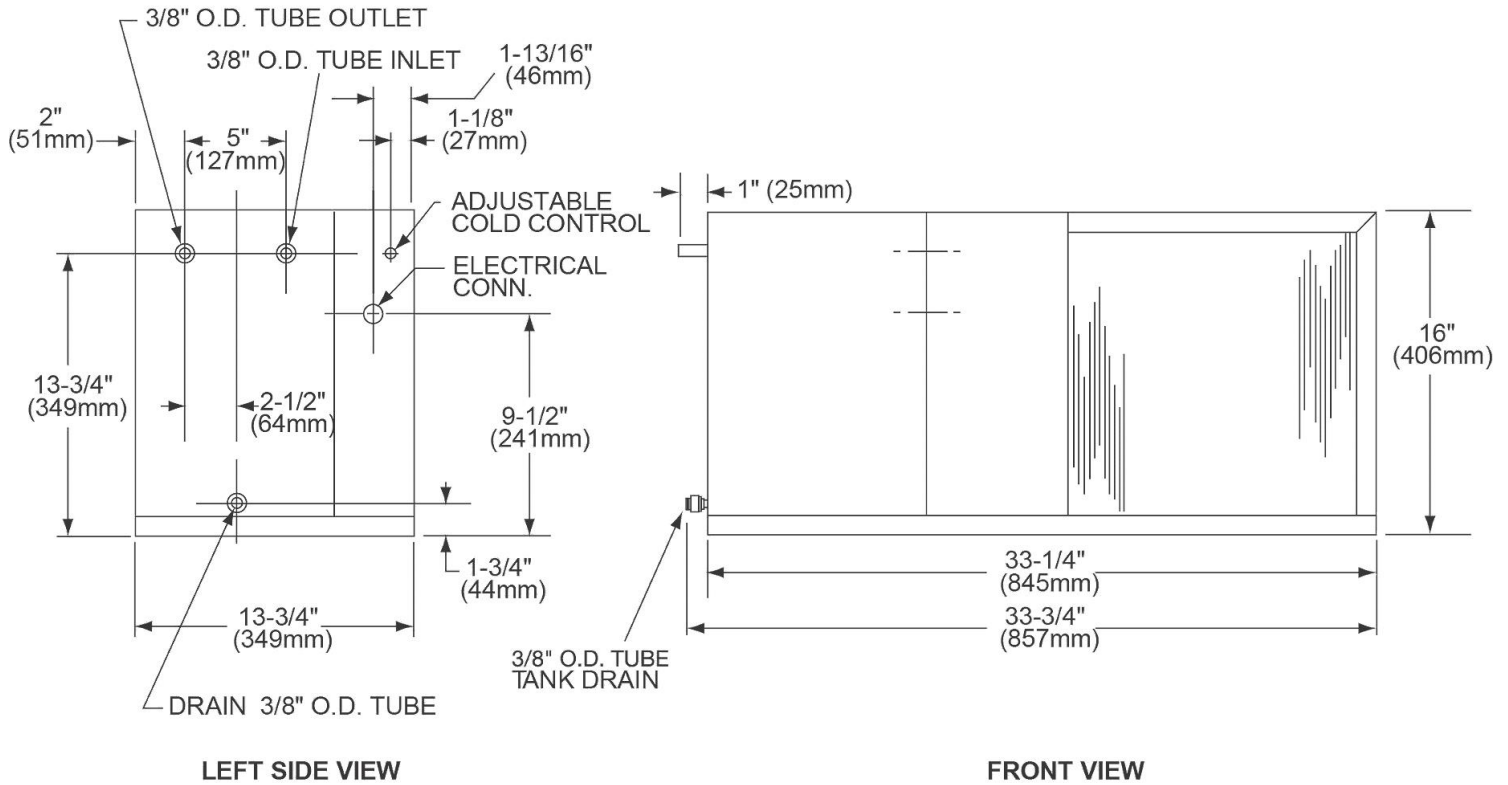 3/8" O.D. TUBE OUTLET
3/8" O.D. TUBE INLET
1-13/16"
(46mm)
2"
(51mm)
5"
(127mm)
1-1/8"
(27mm)
ADJUSTABLE
COLD CONTROL
ELECTRICAL
CONN.
13-3/4"
(349mm)
2-1/2"
(64mm)
9-1/2"
(241mm)
1-3/4"
(44mm)
13-3/4"
(349mm)
DRAIN 3/8" O.D. TUBE
LEFT SIDE VIEW
1" (25mm)
16"
(406mm)
33-1/4"
(845mm)
33-3/4"
(857mm)
3/8" O.D. TUBE
TANK DRAIN
FRONT VIEW